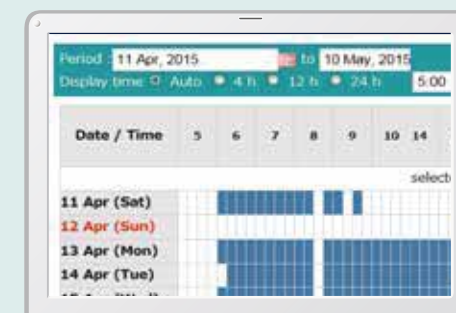 Period : 11 Apr, 2015 to 10 May, 2015
Display time Auto 4 h 12 h 24 h 5:00
Date / Time 5 6 7 8 9 10 14
select
11 Apr (Sat)
12 Apr (Sun)
13 Apr (Mon)
14 Apr (Tue)